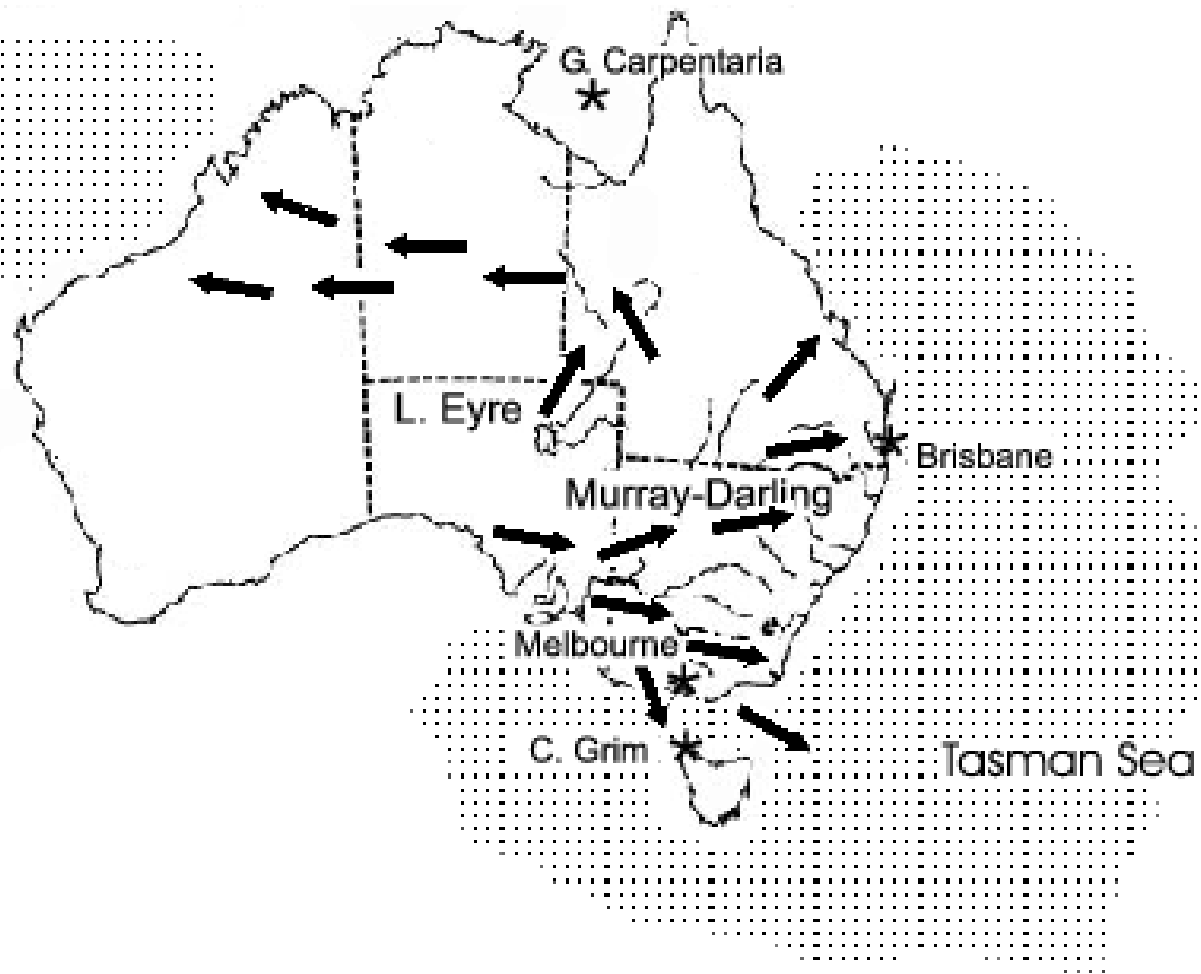 G. Carpentaria
L. Eyre
Brisbane
Murray-Darling
Melbourne
C. Grim
Tasman Sea